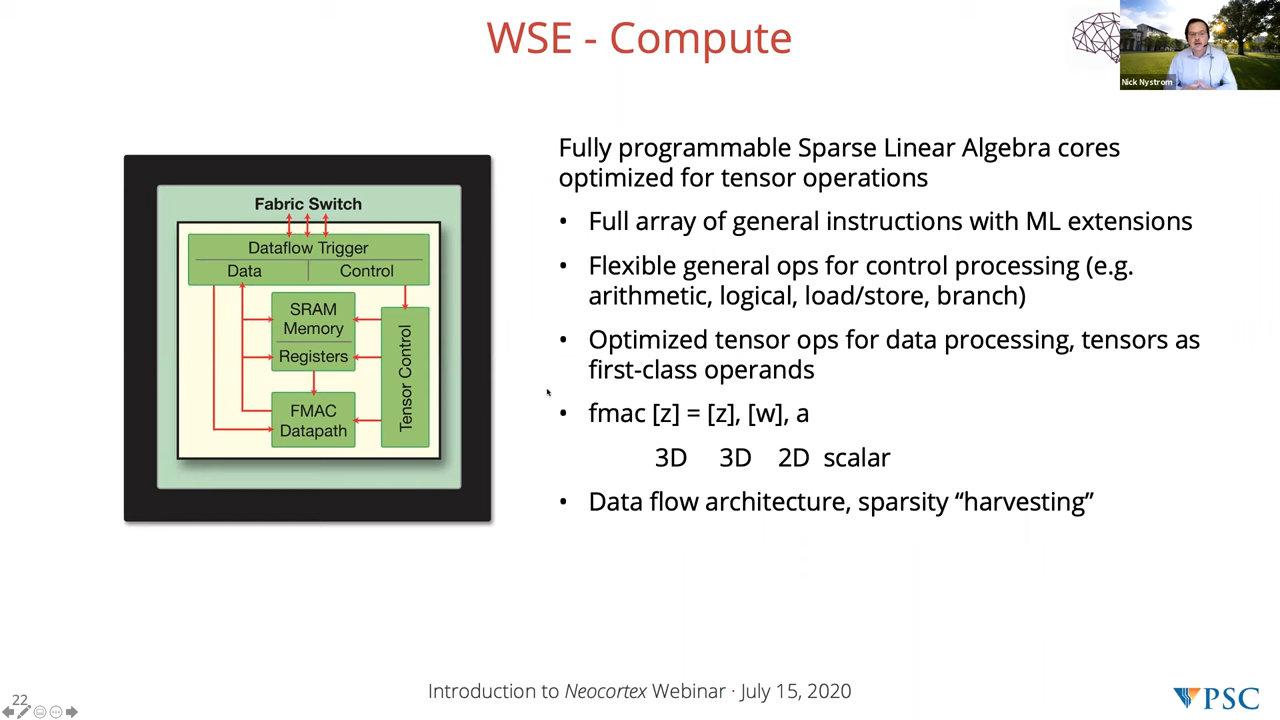 WSE - Compute
Nick Nystrom
Fully programmable Sparse Linear Algebra cores
optimized for tensor operations
• Full array of general instructions with ML extensions
• Flexible general ops for control processing (e.g.
arithmetic, logical, load/store, branch)
• Optimized tensor ops for data processing, tensors as
first-class operands
• fmac [z] = [z], [w], a
3D 3D 2D scalar
• Data flow architecture, sparsity “harvesting”
Fabric Switch
Dataflow Trigger
Data Control
SRAM
Memory
Registers
FMAC
Datapath
Tensor Control
Introduction to Neocortex Webinar · July 15, 2020
22
PSC